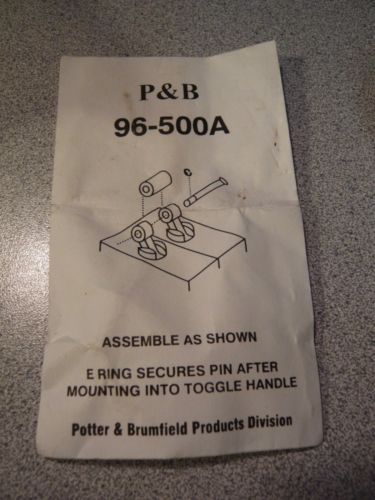 P&B
96-500A
ASSEMBLE AS SHOWN
E RING SECURES PIN AFTER
MOUNTING INTO TOGGLE HANDLE
Potter & Brumfield Products Division